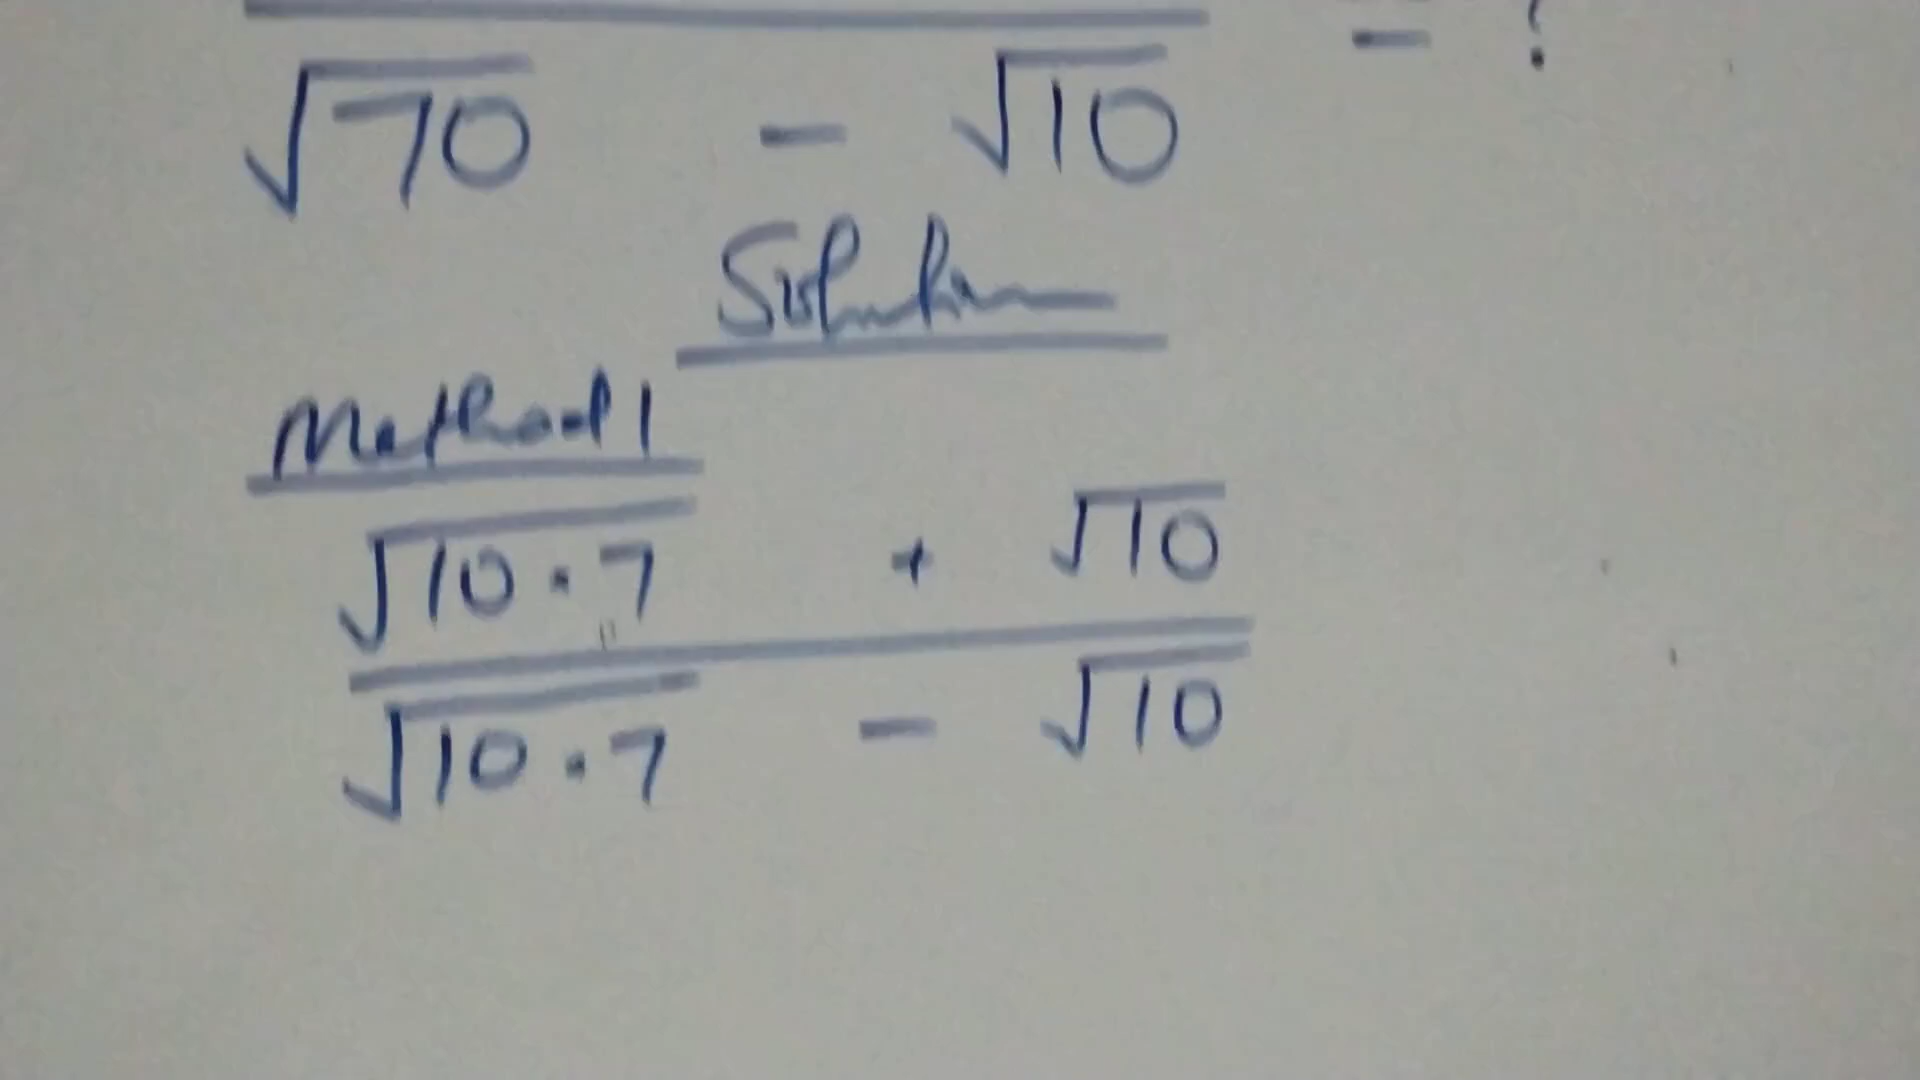 = ?
√70 - √10
Solution
Method 1
√10·7 + √10
√10·7 - √10